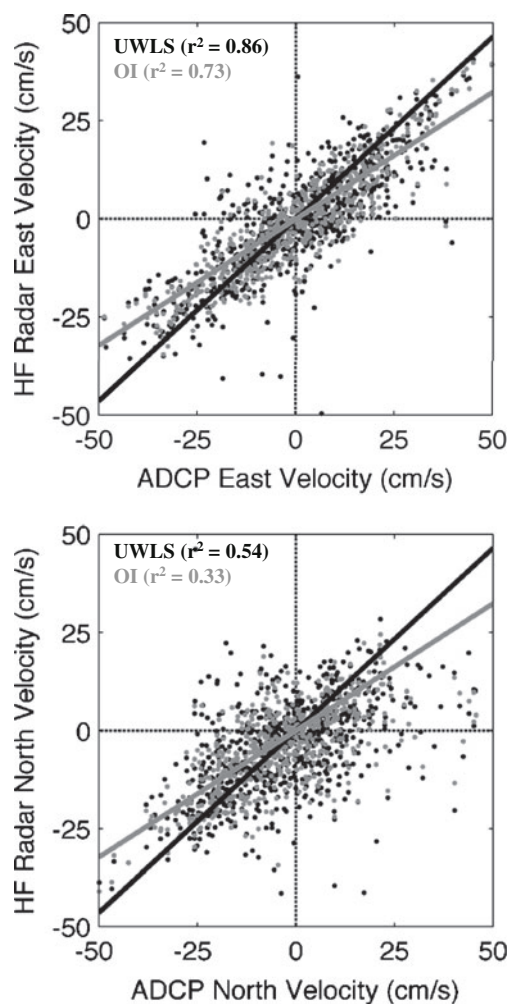 50
UWLS (r² = 0.86)
OI (r² = 0.73)
25
0
-25
-50
HF Radar East Velocity (cm/s)
-50 -25 0 25 50
ADCP East Velocity (cm/s)
50
UWLS (r² = 0.54)
OI (r² = 0.33)
25
0
-25
-50
HF Radar North Velocity (cm/s)
-50 -25 0 25 50
ADCP North Velocity (cm/s)